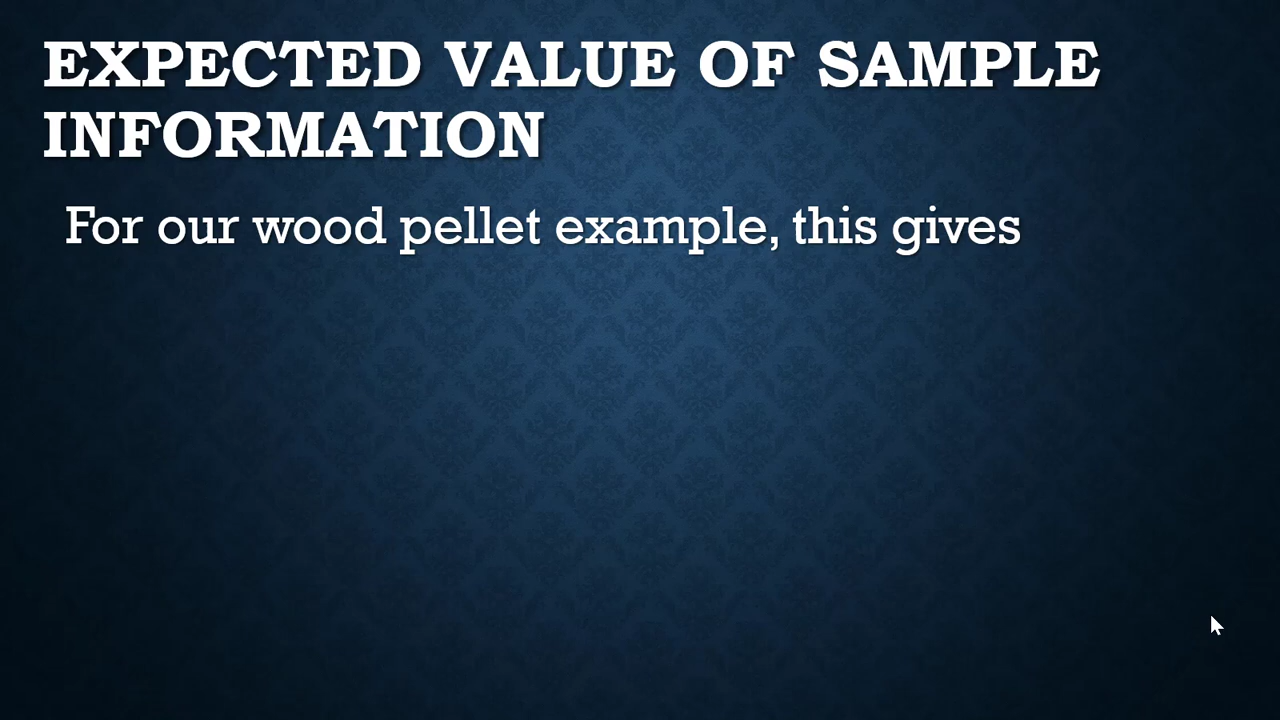 EXPECTED VALUE OF SAMPLE
INFORMATION
For our wood pellet example, this gives